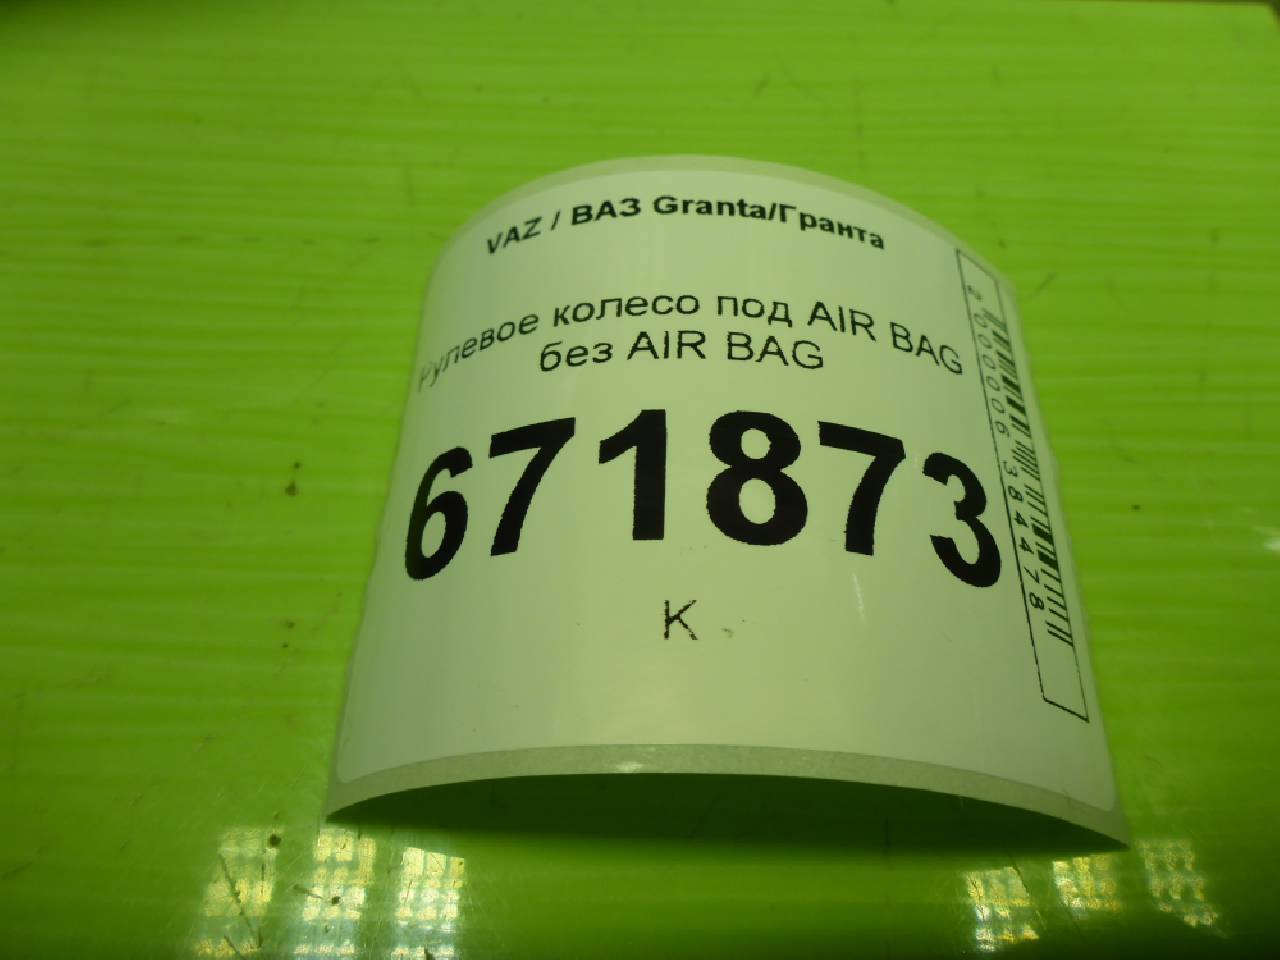 VAZ / ВАЗ Granta/Гранта
Рулевое колесо под AIR BAG
без AIR BAG
671873
К
2000006384478